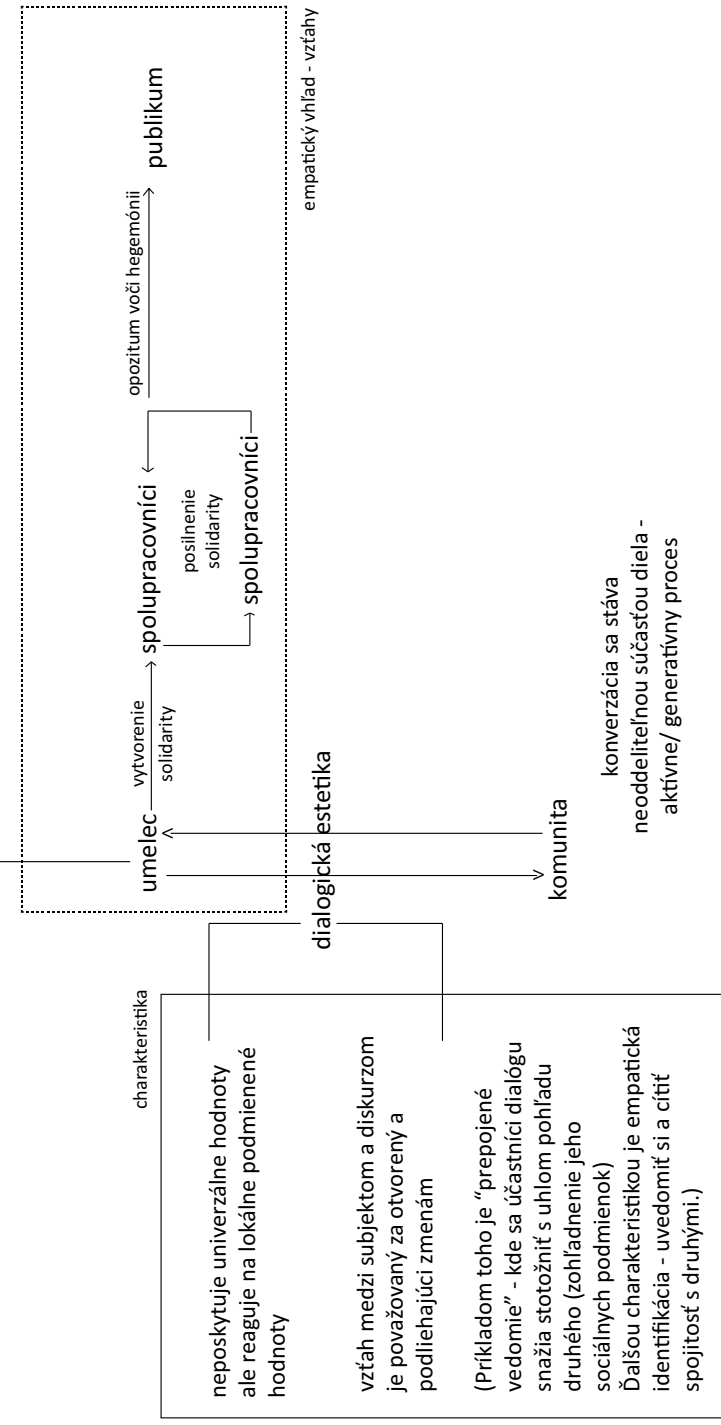 charakteristika
neposkytuje univerzálne hodnoty
ale reaguje na lokálne podmienené
hodnoty
vzťah medzi subjektom a diskurzom
je považovaný za otvorený a
podliehajúci zmenám
(Príkladom toho je “prepojené
vedomie” - kde sa účastníci dialógu
snažia stotožniť s uhlom pohľadu
druhého (zohľadnenie jeho
sociálnych podmienok)
Ďalšou charakteristikou je empatická
identifikácia - uvedomiť si a cítiť
spojitosť s druhými.)
dialogická estetika
umelec
vytvorenie
solidarity
spolupracovníci
posilnenie
solidarity
spolupracovníci
opozitum voči hegemónii
publikum
empatický vhľad - vzťahy
komunita
konverzácia sa stáva
neoddeliteľnou súčasťou diela -
aktívne/ generatívny proces